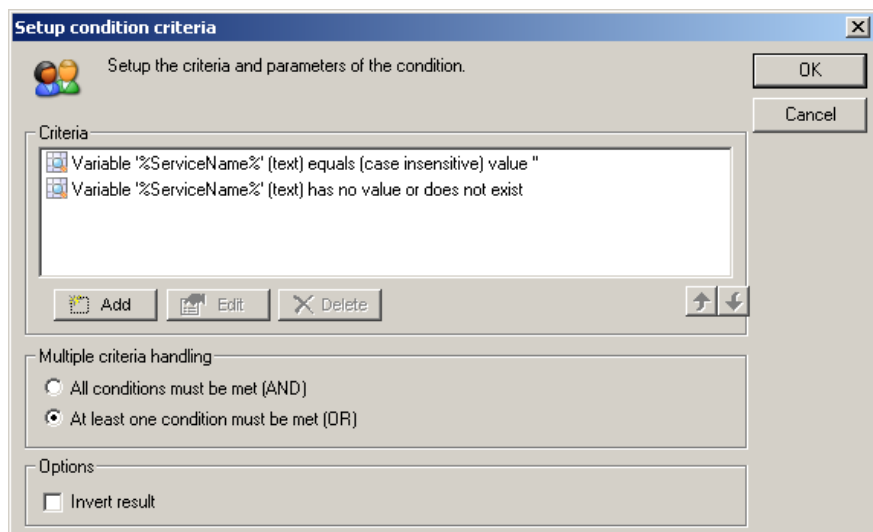 Setup condition criteria
Setup the criteria and parameters of the condition.
OK
Cancel
Criteria
Variable '%ServiceName%' (text) equals (case insensitive) value ''
Variable '%ServiceName%' (text) has no value or does not exist
Add
Edit
Delete
Multiple criteria handling
All conditions must be met (AND)
At least one condition must be met (OR)
Options
Invert result